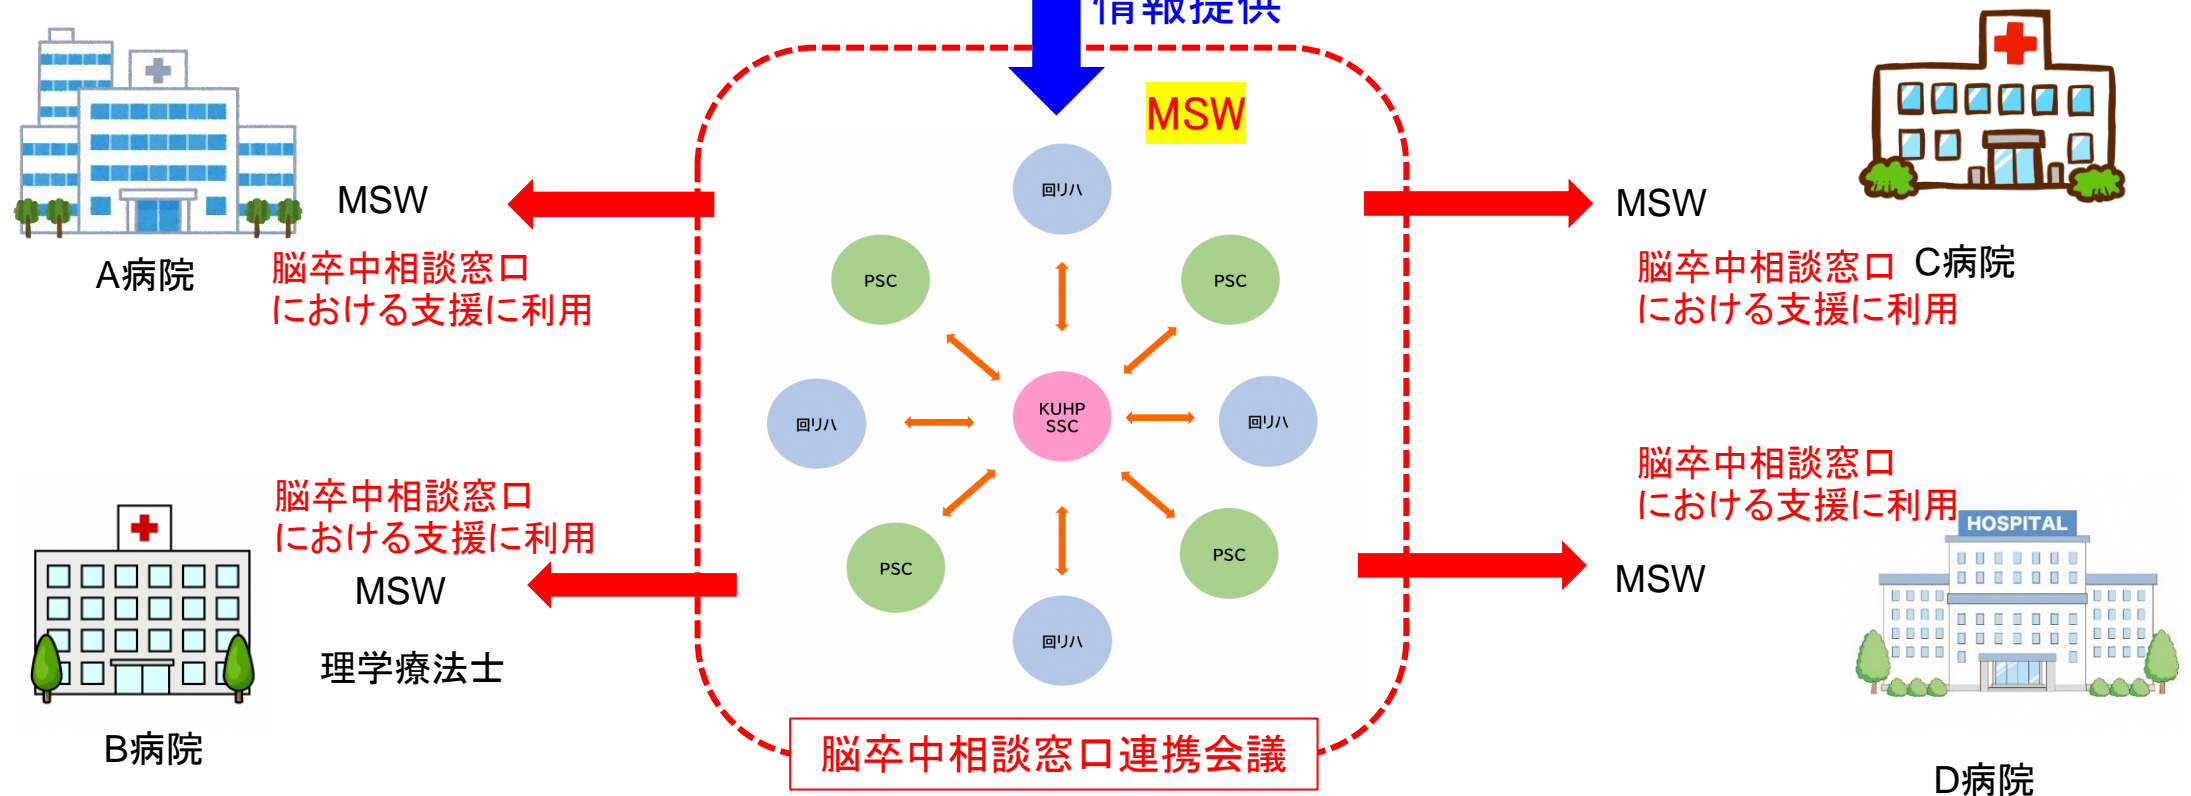 情報提供
MSW
MSW
A病院
脳卒中相談窓口
における支援に利用
MSW
脳卒中相談窓口
における支援に利用
C病院
回リハ
PSC
PSC
回リハ
KUHP
SSC
回リハ
PSC
PSC
回リハ
脳卒中相談窓口
における支援に利用
MSW
理学療法士
B病院
脳卒中相談窓口
における支援に利用
HOSPITAL
MSW
D病院
脳卒中相談窓口連携会議